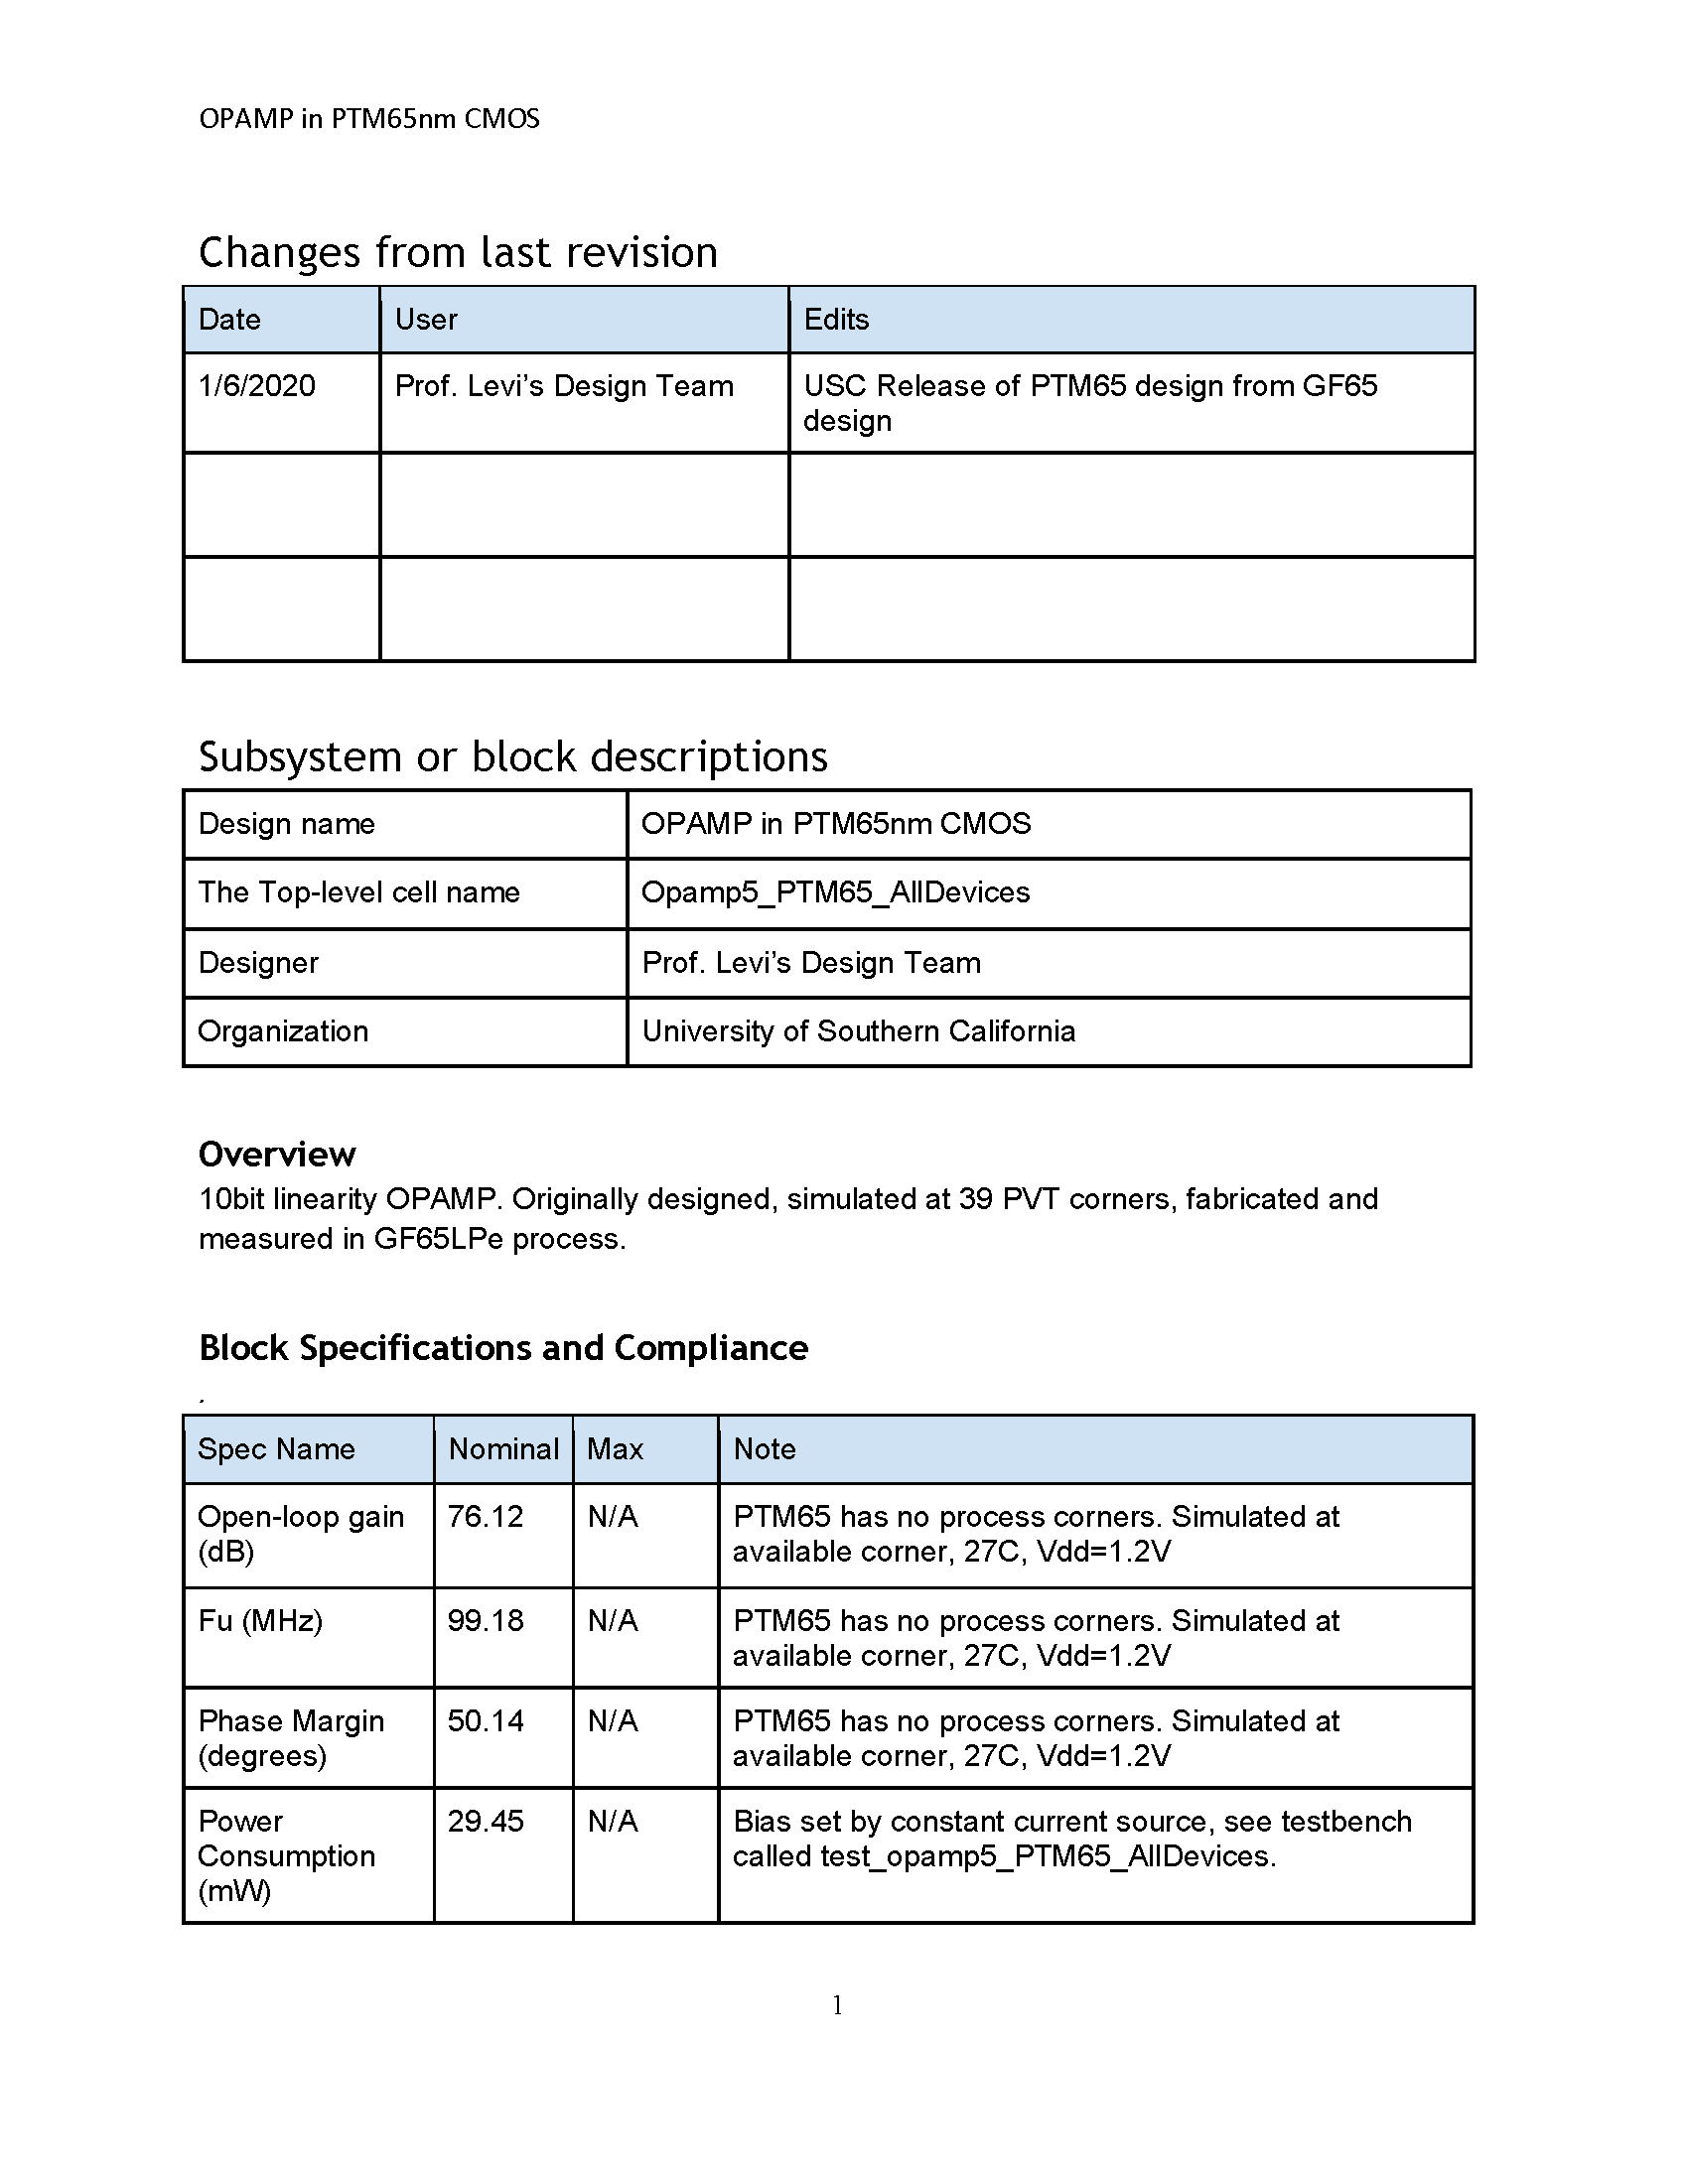 OPAMP in PTM65nm CMOS
Changes from last revision
Date User Edits
1/6/2020 Prof. Levi’s Design Team USC Release of PTM65 design from GF65
design
Subsystem or block descriptions
Design name OPAMP in PTM65nm CMOS
The Top-level cell name Opamp5_PTM65_AllDevices
Designer Prof. Levi’s Design Team
Organization University of Southern California
Overview
10bit linearity OPAMP. Originally designed, simulated at 39 PVT corners, fabricated and
measured in GF65LPe process.
Block Specifications and Compliance
.
Spec Name Nominal Max Note
Open-loop gain 76.12 N/A PTM65 has no process corners. Simulated at
(dB) available corner, 27C, Vdd=1.2V
Fu (MHz) 99.18 N/A PTM65 has no process corners. Simulated at
available corner, 27C, Vdd=1.2V
Phase Margin 50.14 N/A PTM65 has no process corners. Simulated at
(degrees) available corner, 27C, Vdd=1.2V
Power 29.45 N/A Bias set by constant current source, see testbench
Consumption called test_opamp5_PTM65_AllDevices.
(mW)
1